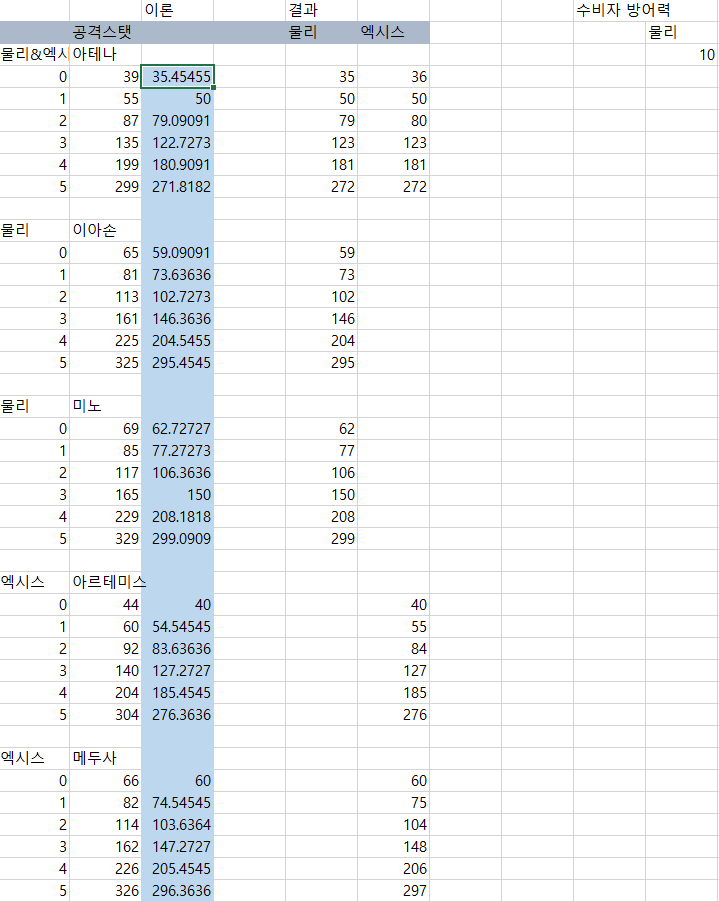 이론 결과 수비자 방어력
공격스탯 물리 엑시스 물리
물리&엑시 아테나 10
0 39 35.45455 35 36
1 55 50 50 50
2 87 79.09091 79 80
3 135 122.7273 123 123
4 199 180.9091 181 181
5 299 271.8182 272 272
물리 이아손
0 65 59.09091 59
1 81 73.63636 73
2 113 102.7273 102
3 161 146.3636 146
4 225 204.5455 204
5 325 295.4545 295
물리 미노
0 69 62.72727 62
1 85 77.27273 77
2 117 106.3636 106
3 165 150 150
4 229 208.1818 208
5 329 299.0909 299
엑시스 아르테미스
0 44 40 40
1 60 54.54545 55
2 92 83.63636 84
3 140 127.2727 127
4 204 185.4545 185
5 304 276.3636 276
엑시스 메두사
0 66 60 60
1 82 74.54545 75
2 114 103.6364 104
3 162 147.2727 148
4 226 205.4545 206
5 326 296.3636 297